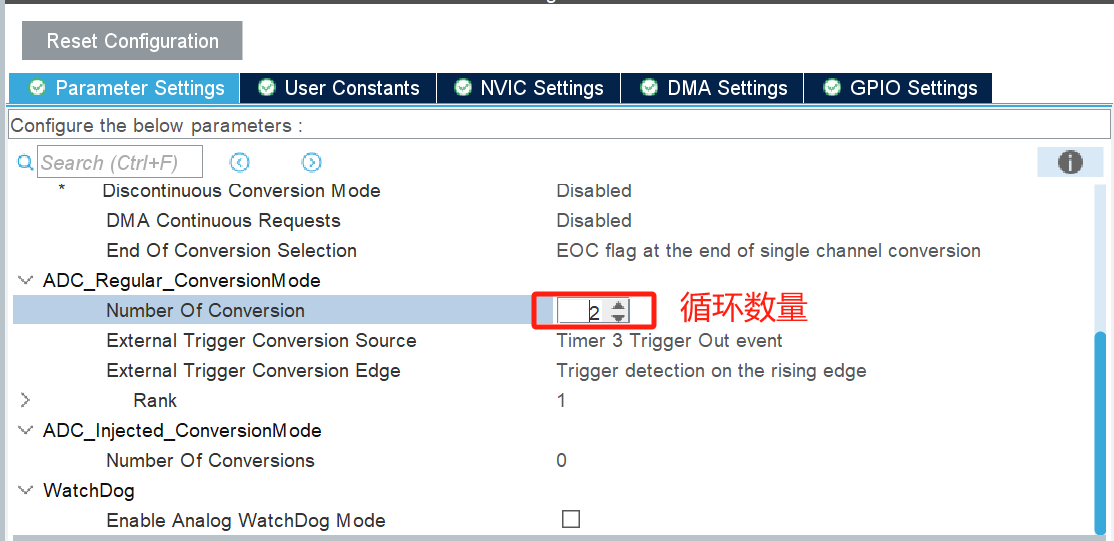 Reset Configuration
Parameter Settings User Constants NVIC Settings DMA Settings GPIO Settings
Configure the below parameters :
Search (Ctrl+F)
* Discontinuous Conversion Mode Disabled
DMA Continuous Requests Disabled
End Of Conversion Selection EOC flag at the end of single channel conversion
ADC_Regular_ConversionMode
Number Of Conversion 2 循环数量
External Trigger Conversion Source Timer 3 Trigger Out event
External Trigger Conversion Edge Trigger detection on the rising edge
Rank 1
ADC_Injected_ConversionMode
Number Of Conversions 0
WatchDog
Enable Analog WatchDog Mode